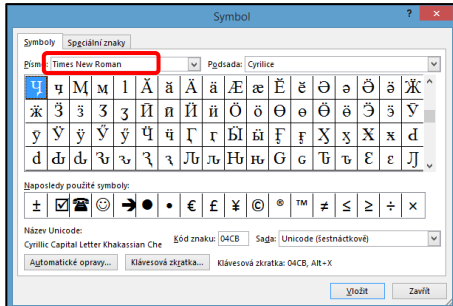 Symbol
? ×
Symboly Speciální znaky
Písmo: Times New Roman Podsada: Cyrilice
Ӌ ӌ Ӎ ӎ ӏ Ӑ ӑ Ӓ ӓ Ӕ ӕ Ӗ ӗ Ә ә Ӛ ӛ Ӝ
ӝ Ӟ ӟ Ӡ ӡ Ӣ ӣ Ӥ ӥ Ӧ ӧ Ө ө Ӫ ӫ Ӭ ӭ Ӯ
ӯ Ӱ ӱ Ӳ ӳ Ӵ ӵ Ӷ ӷ Ӹ ӹ Ӻ ӻ Ӽ ӽ Ӿ ӿ Ԁ
ԁ Ԃ ԃ Ԅ ԅ Ԇ ԇ Ԉ ԉ Ԋ ԋ Ԍ ԍ Ԏ ԏ Ԑ ԑ Ԓ
Naposledy použité symboly:
± ☑ ☎ ☺ ➔ ● • € £ ¥ © ® ™ ≠ ≤ ≥ ÷ ×
Název Unicode:
Cyrillic Capital Letter Khakassian Che Kód znaku: 04CB Sada: Unicode (šestnáctkově)
Automatické opravy... Klávesová zkratka... Klávesová zkratka: 04CB, Alt+X
Vložit Zavřít